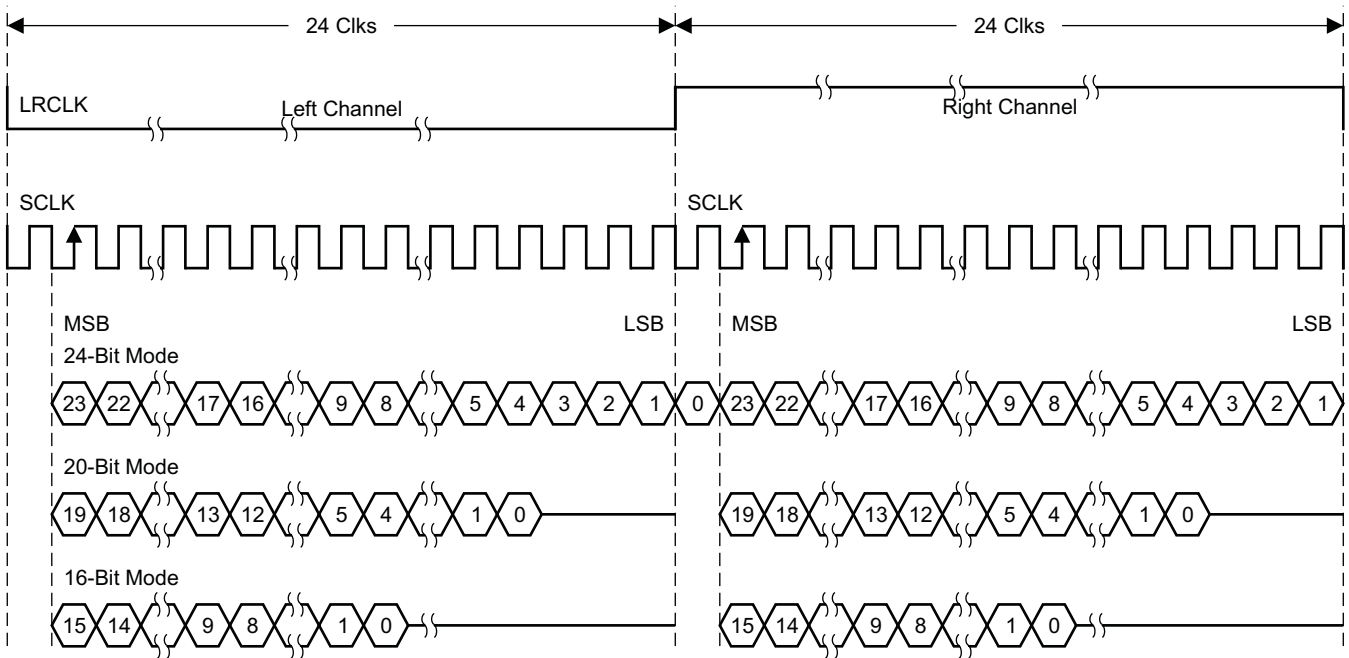 24 Clks 24 Clks
LRCLK Left Channel Right Channel
SCLK SCLK
MSB LSB MSB LSB
24-Bit Mode
23 22 17 16 9 8 5 4 3 2 1 0 23 22 17 16 9 8 5 4 3 2 1
20-Bit Mode
19 18 13 12 5 4 1 0 19 18 13 12 5 4 1 0
16-Bit Mode
15 14 9 8 1 0 15 14 9 8 1 0